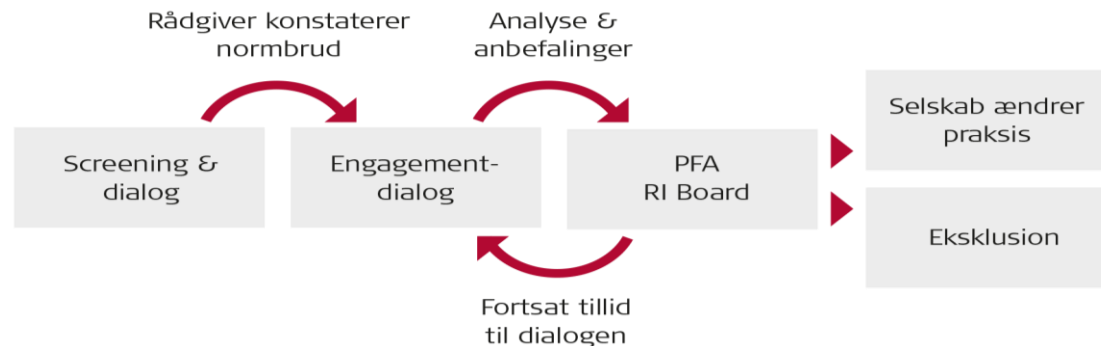 Rådgiver konstaterer
normbrud
Analyse &
anbefalinger
Screening &
dialog
Engagement-
dialog
PFA
RI Board
Selskab ændrer
praksis
Eksklusion
Fortsat tillid
til dialogen